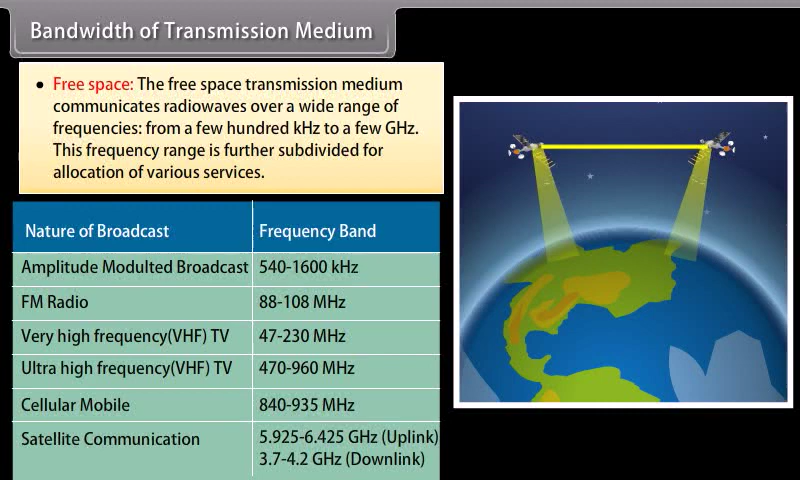 Bandwidth of Transmission Medium
• Free space: The free space transmission medium
communicates radiowaves over a wide range of
frequencies: from a few hundred kHz to a few GHz.
This frequency range is further subdivided for
allocation of various services.
Nature of Broadcast Frequency Band
Amplitude Modulted Broadcast 540-1600 kHz
FM Radio 88-108 MHz
Very high frequency(VHF) TV 47-230 MHz
Ultra high frequency(VHF) TV 470-960 MHz
Cellular Mobile 840-935 MHz
Satellite Communication 5.925-6.425 GHz (Uplink)
3.7-4.2 GHz (Downlink)